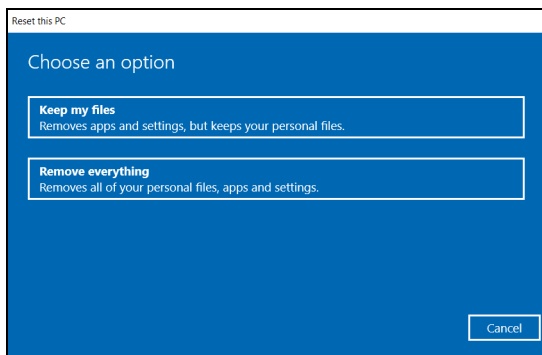 Reset this PC
Choose an option
Keep my files
Removes apps and settings, but keeps your personal files.
Remove everything
Removes all of your personal files, apps and settings.
Cancel